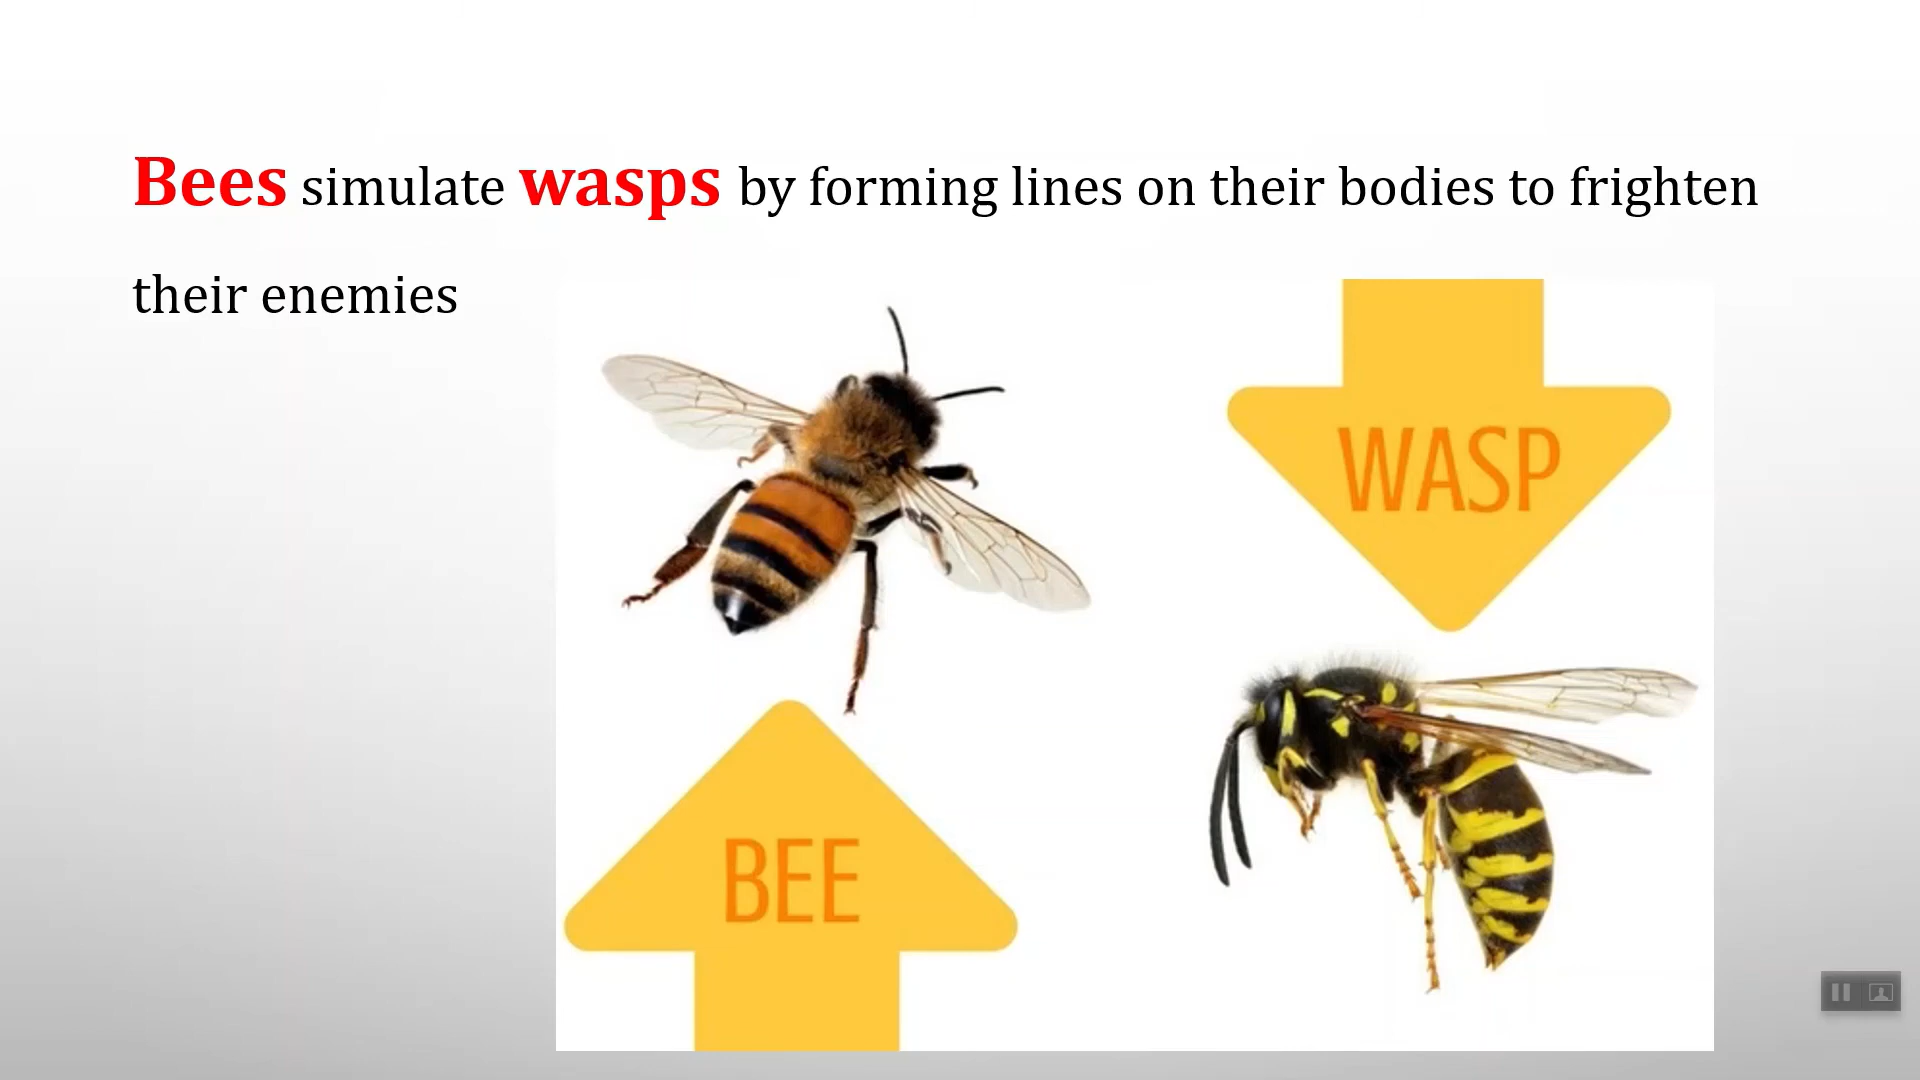 Bees simulate wasps by forming lines on their bodies to frighten
their enemies
WASP
BEE